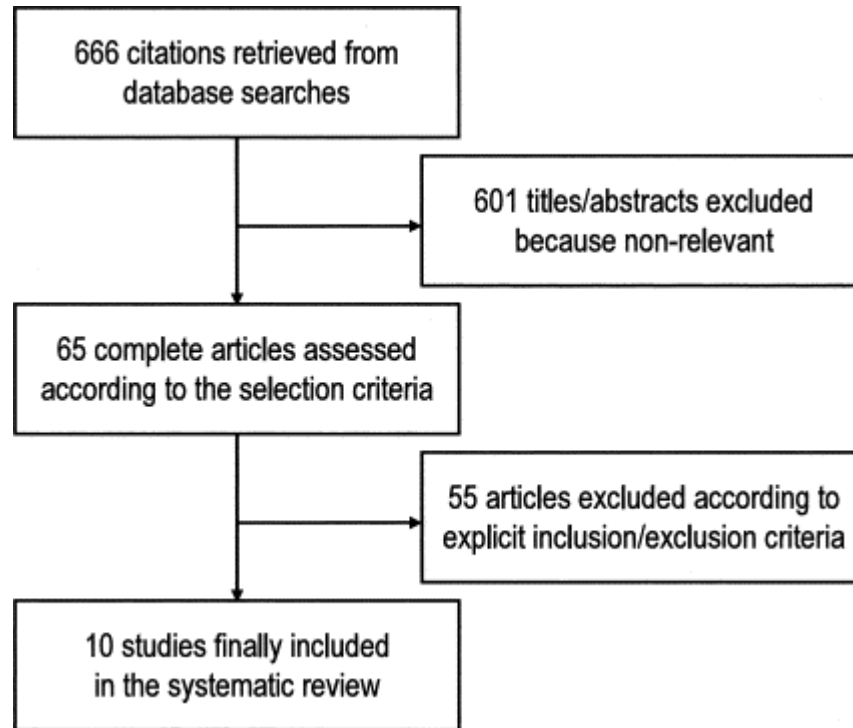 666 citations retrieved from
database searches
601 titles/abstracts excluded
because non-relevant
65 complete articles assessed
according to the selection criteria
55 articles excluded according to
explicit inclusion/exclusion criteria
10 studies finally included
in the systematic review